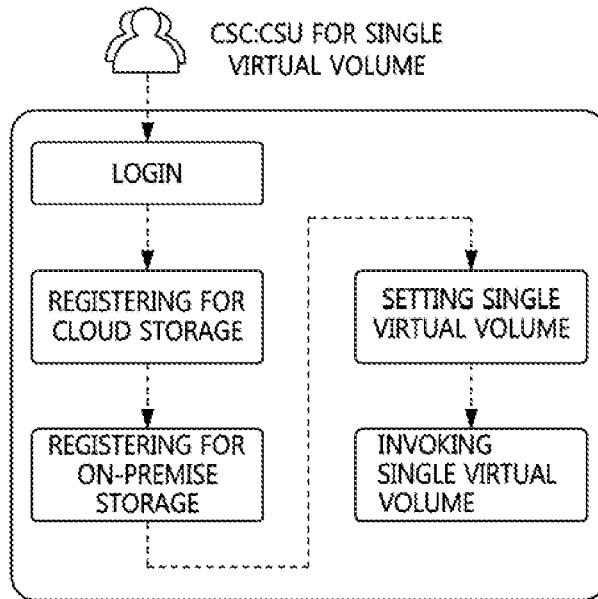 CSC:CSU FOR SINGLE
VIRTUAL VOLUME
LOGIN
REGISTERING FOR
CLOUD STORAGE
REGISTERING FOR
ON-PREMISE
STORAGE
SETTING SINGLE
VIRTUAL VOLUME
INVOKING
SINGLE VIRTUAL
VOLUME